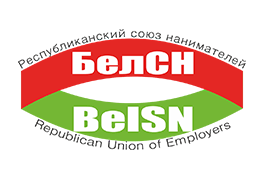 Республиканский союз нанимателей
БелСН
BelSN
Republican Union of Employers